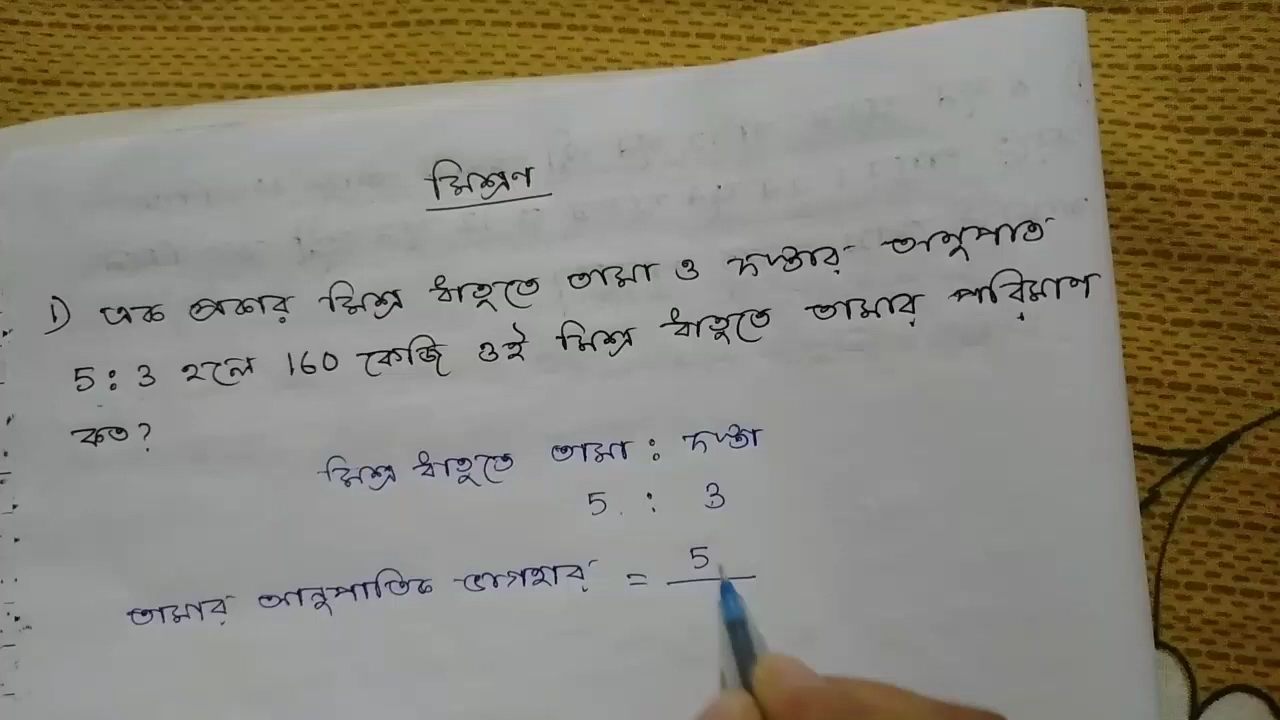 মিশ্রণ
1) এক প্রকার মিশ্র ধাতুতে তামা ও দস্তার অনুপাত
5 : 3 হলে 160 কেজি ওই মিশ্র ধাতুতে তামার পরিমাণ
কত?
মিশ্র ধাতুতে তামা : দস্তা
5 : 3
তামার আনুপাতিক ভাগহার = 5